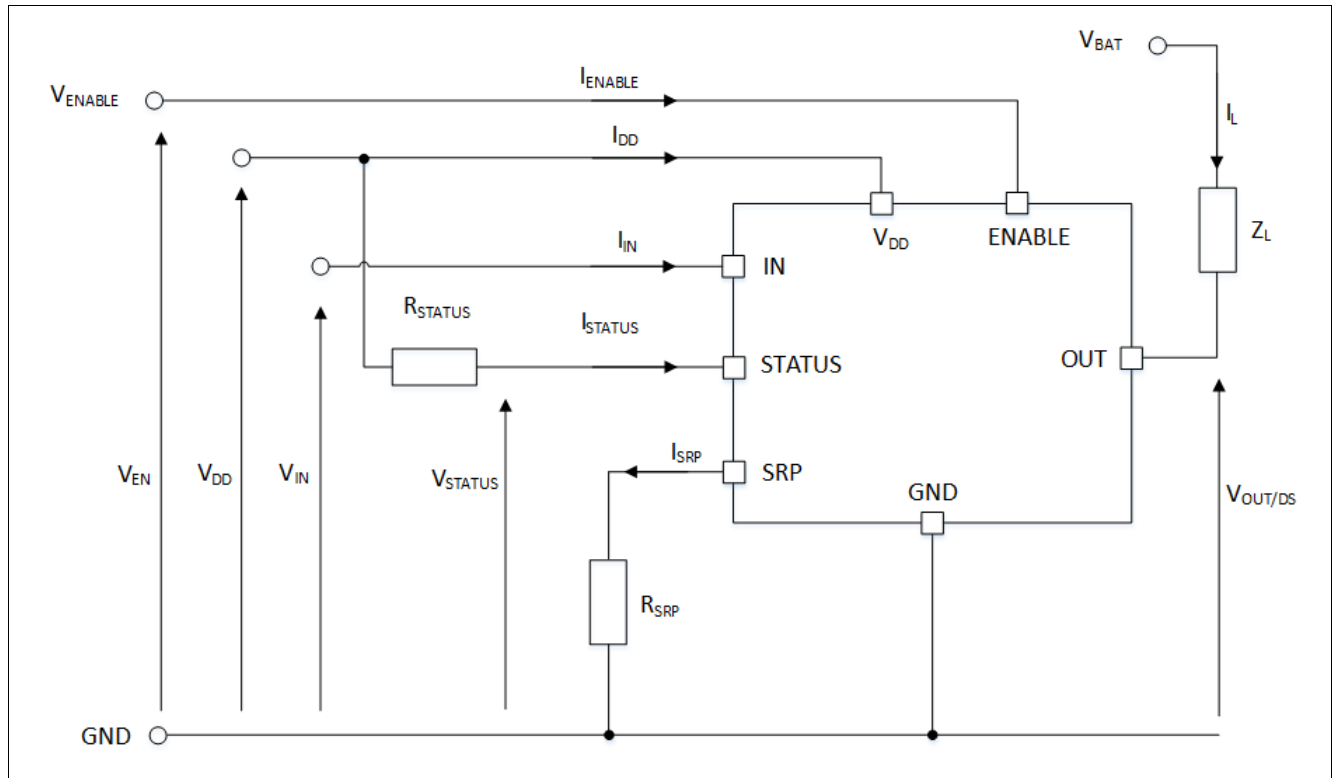 VBAT
VENABLE
IENABLE
IL
IDD
VDD
ENABLE
ZL
IIN
IN
RSTATUS
ISTATUS
STATUS
OUT
ISRP
SRP
VEN
VDD
VIN
VSTATUS
GND
VOUT/DS
RSRP
GND